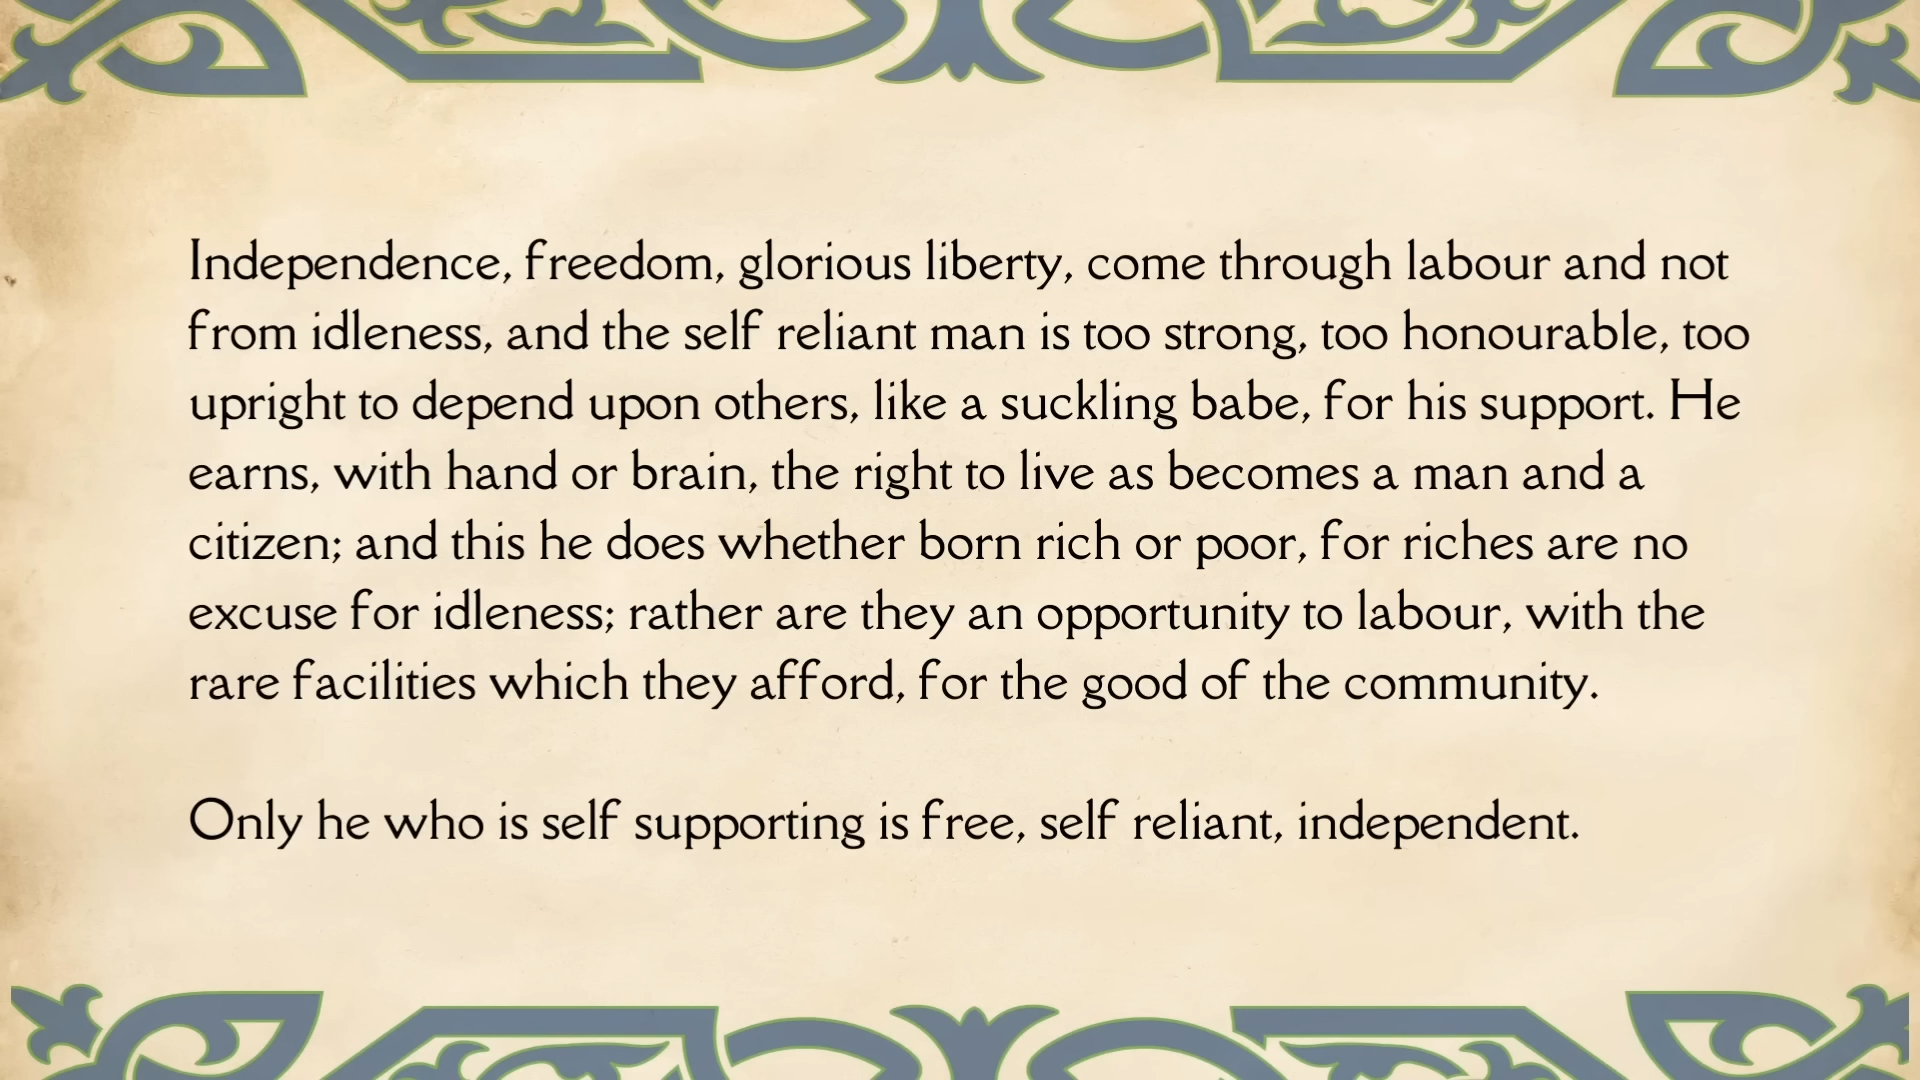 Independence, freedom, glorious liberty, come through labour and not
from idleness, and the self reliant man is too strong, too honourable, too
upright to depend upon others, like a suckling babe, for his support. He
earns, with hand or brain, the right to live as becomes a man and a
citizen; and this he does whether born rich or poor, for riches are no
excuse for idleness; rather are they an opportunity to labour, with the
rare facilities which they afford, for the good of the community.
Only he who is self supporting is free, self reliant, independent.